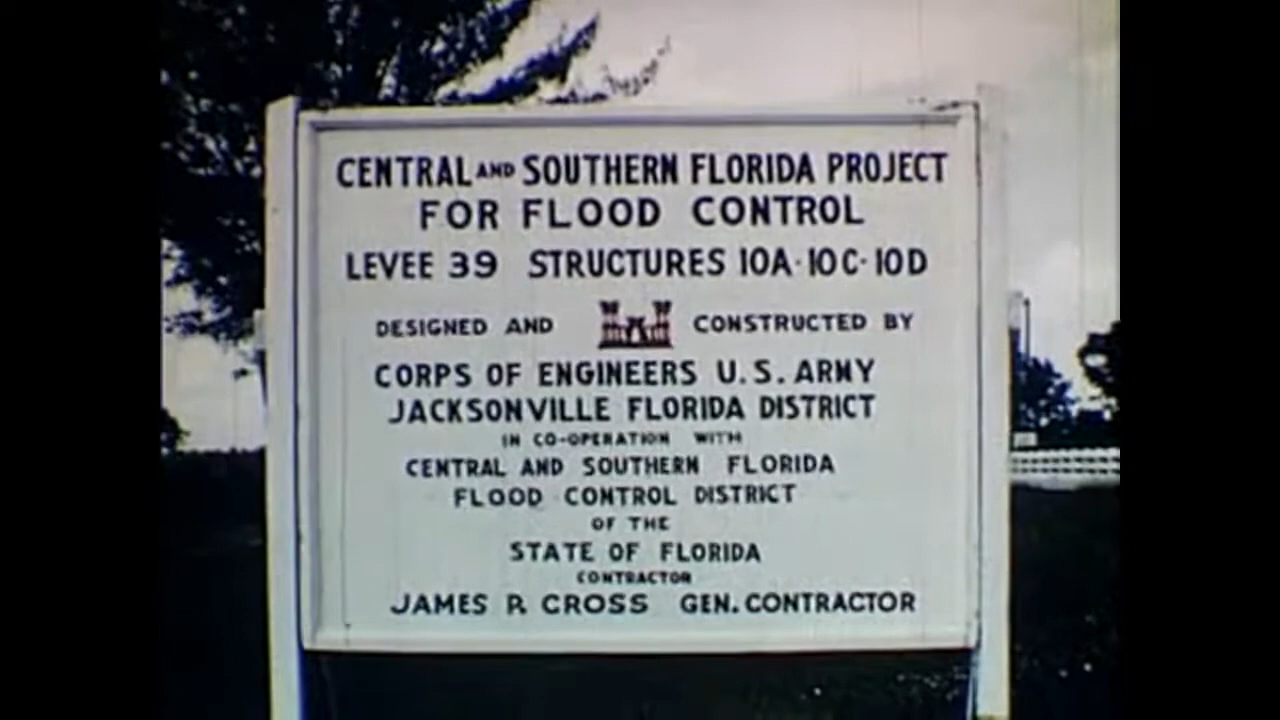 CENTRAL AND SOUTHERN FLORIDA PROJECT
FOR FLOOD CONTROL
LEVEE 39 STRUCTURES 10A·10C·10D
DESIGNED AND CONSTRUCTED BY
CORPS OF ENGINEERS U.S. ARMY
JACKSONVILLE FLORIDA DISTRICT
IN CO-OPERATION WITH
CENTRAL AND SOUTHERN FLORIDA
FLOOD CONTROL DISTRICT
OF THE
STATE OF FLORIDA
CONTRACTOR
JAMES P. CROSS GEN. CONTRACTOR